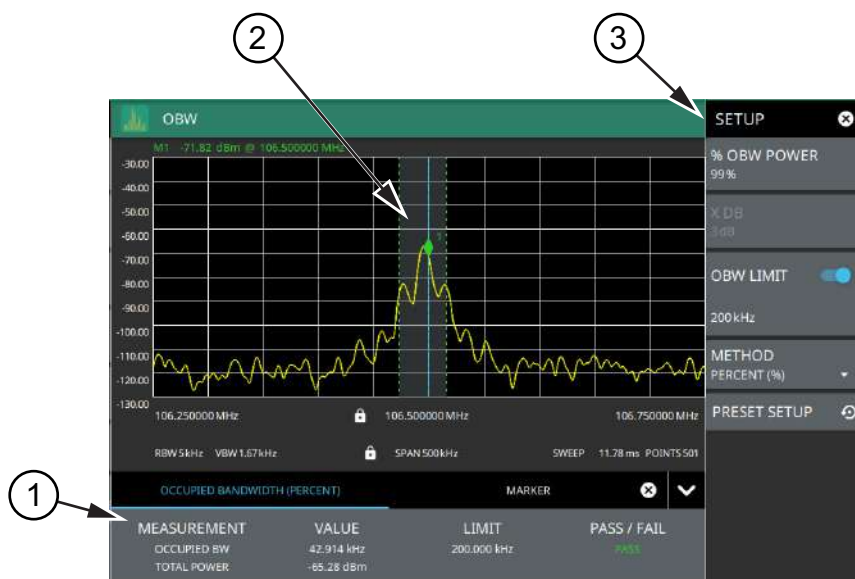 2
3
OBW
SETUP
M1 -71.82 dBm @ 106.500000 MHz
-30.00
-40.00
-50.00
-60.00
-70.00
-80.00
-90.00
-100.00
-110.00
-120.00
-130.00
1
106.250000 MHz 106.500000 MHz 106.750000 MHz
RBW 5 kHz VBW 1.67 kHz SPAN 500 kHz SWEEP 11.78 ms POINTS 501
% OBW POWER
99%
X DB
3dB
OBW LIMIT
200 kHz
METHOD
PERCENT (%)
PRESET SETUP
1
OCCUPIED BANDWIDTH (PERCENT) MARKER
MEASUREMENT VALUE LIMIT PASS / FAIL
OCCUPIED BW 42.914 kHz 200.000 kHz PASS
TOTAL POWER -65.28 dBm